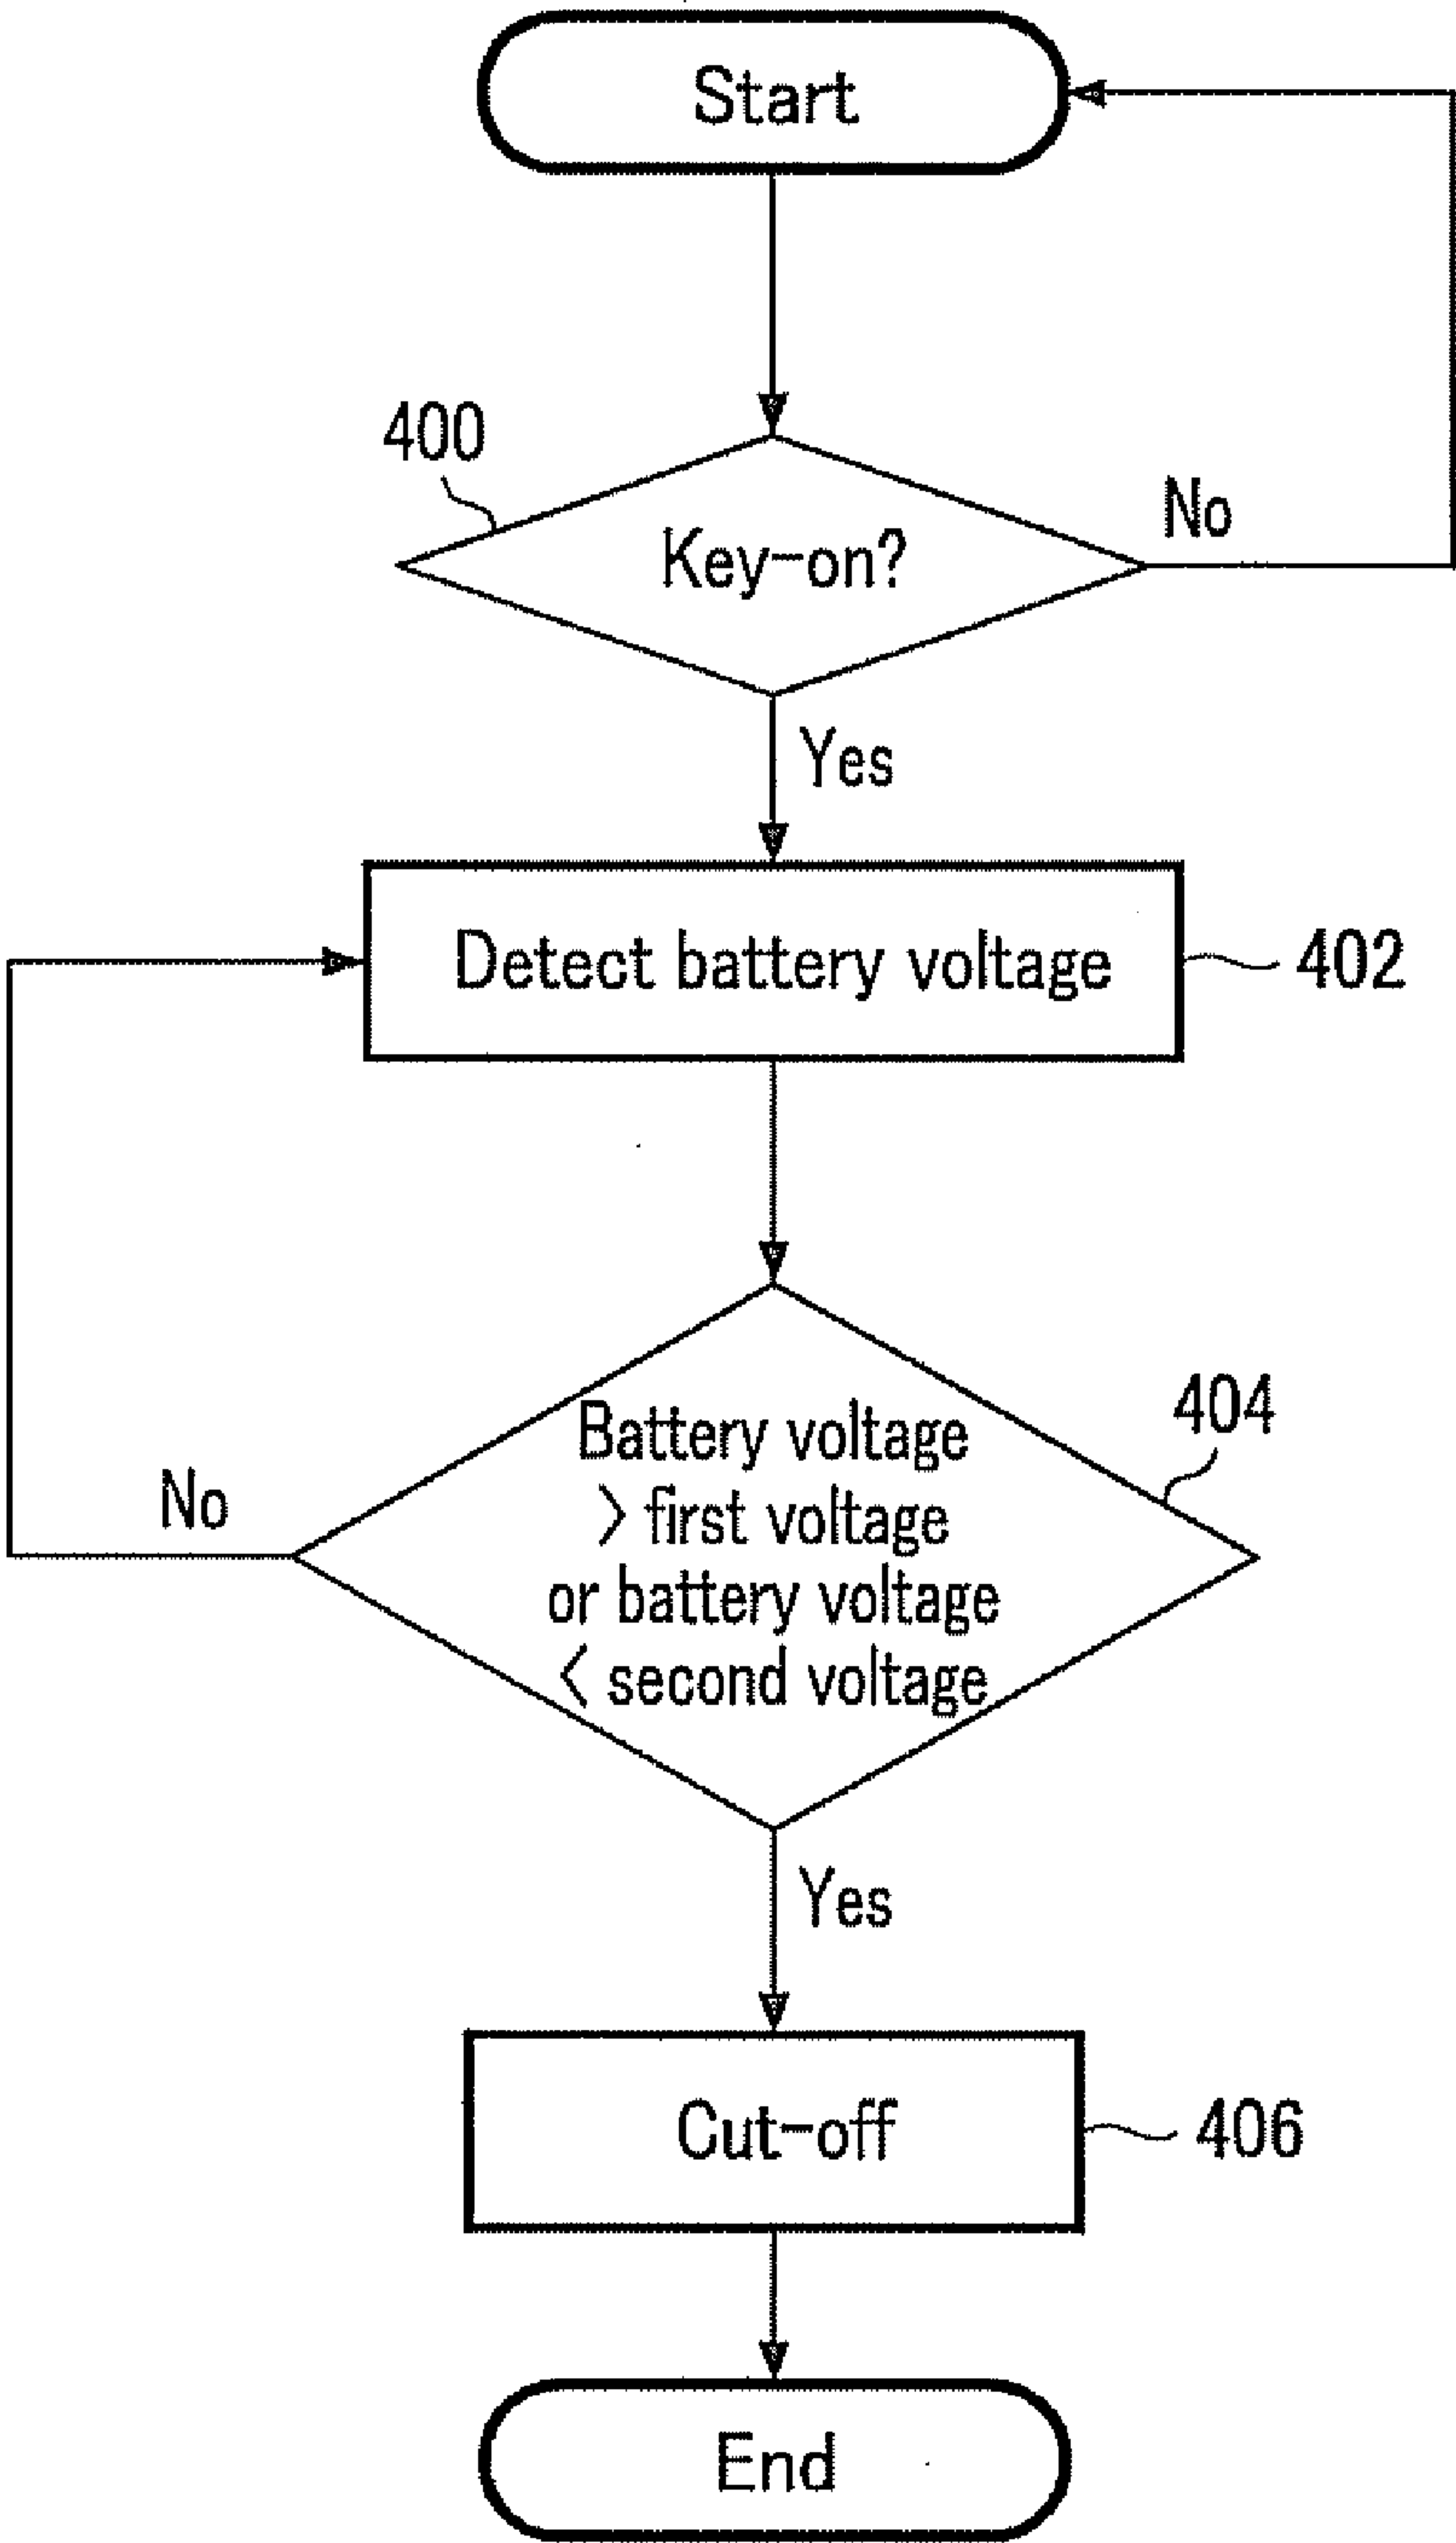 Start
400
Key-on?
No
Yes
Detect battery voltage
402
Battery voltage
> first voltage
or battery voltage
< second voltage
404
No
Yes
Cut-off
406
End